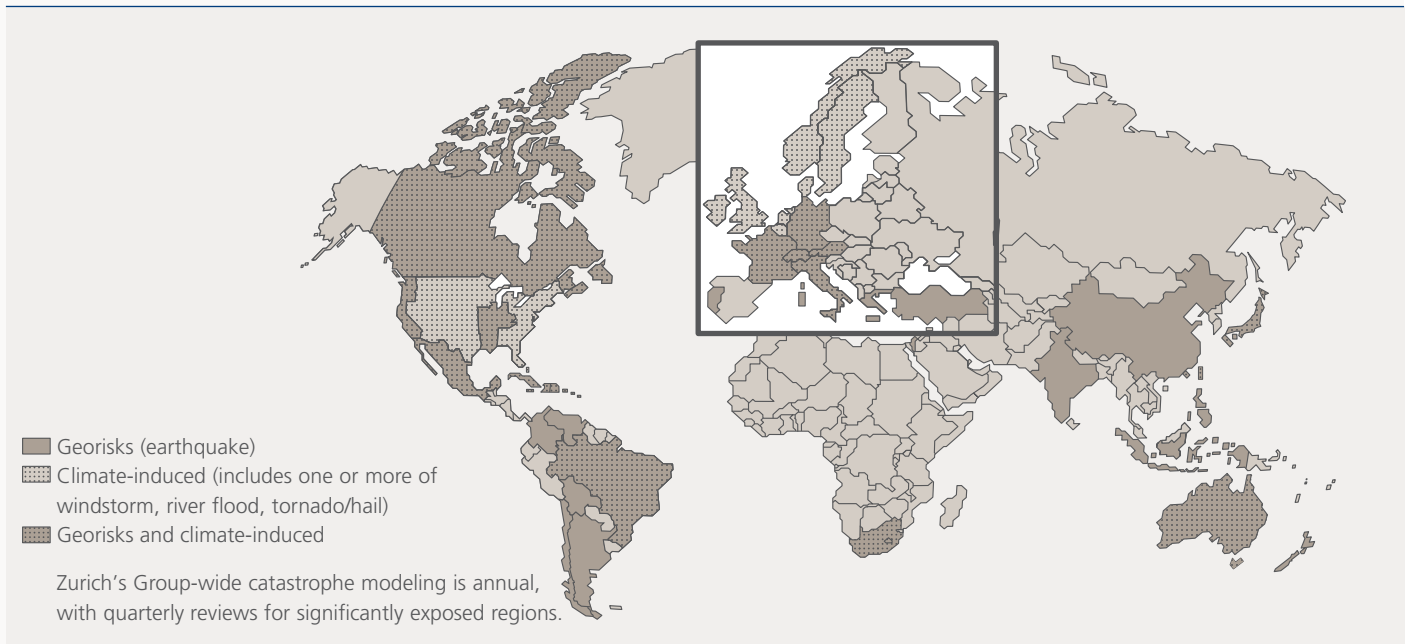 Georisks (earthquake)
Climate-induced (includes one or more of
windstorm, river flood, tornado/hail)
Georisks and climate-induced
Zurich’s Group-wide catastrophe modeling is annual,
with quarterly reviews for significantly exposed regions.